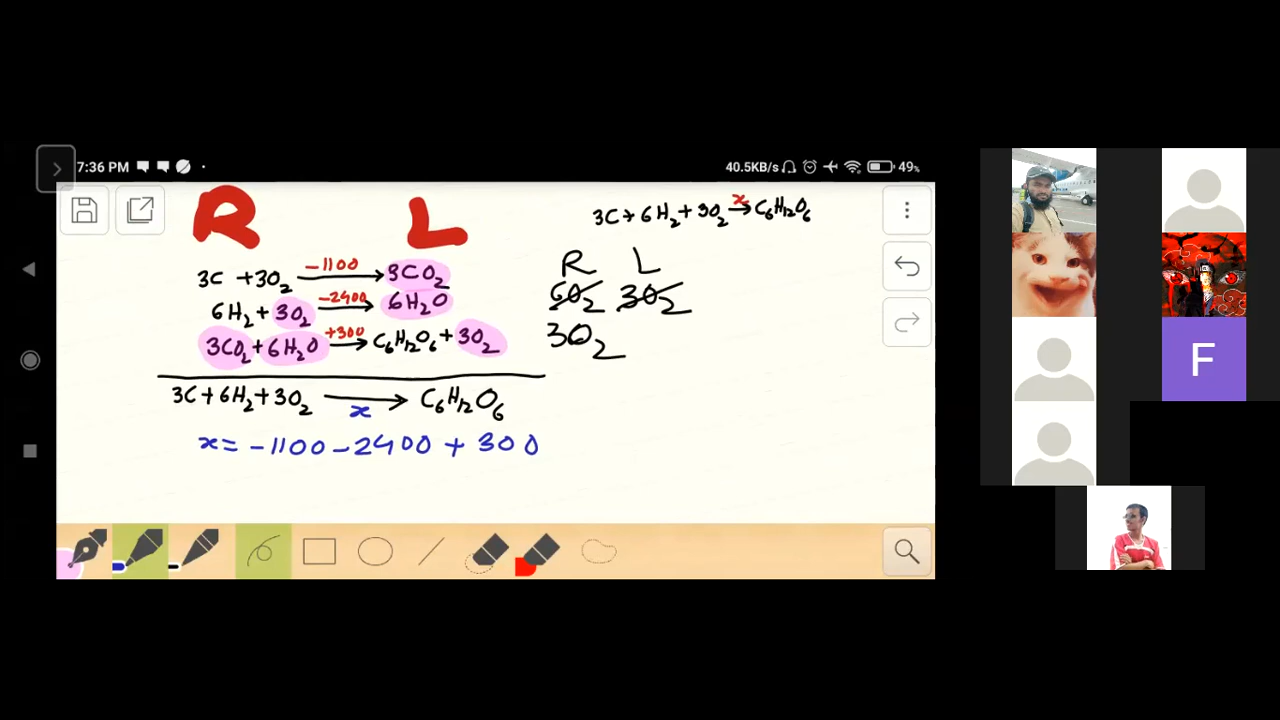 7:36 PM
40.5KB/s 49%
R L
3C + 6H₂ + 3O₂ →x C₆H₁₂O₆
R L
6O₂ 3O₂
3O₂
3C + 3O₂ →-1100 3CO₂
6H₂ + 3O₂ →-2400 6H₂O
3CO₂ + 6H₂O →+300 C₆H₁₂O₆ + 3O₂
3C + 6H₂ + 3O₂ →x C₆H₁₂O₆
x = -1100 - 2400 + 300
F